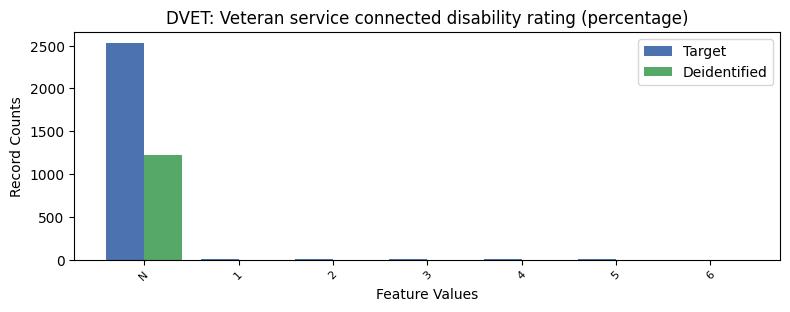 DVET: Veteran service connected disability rating (percentage)
Target
Deidentified
Record Counts
2500
2000
1500
1000
500
0
N 1 2 3 4 5 6
Feature Values